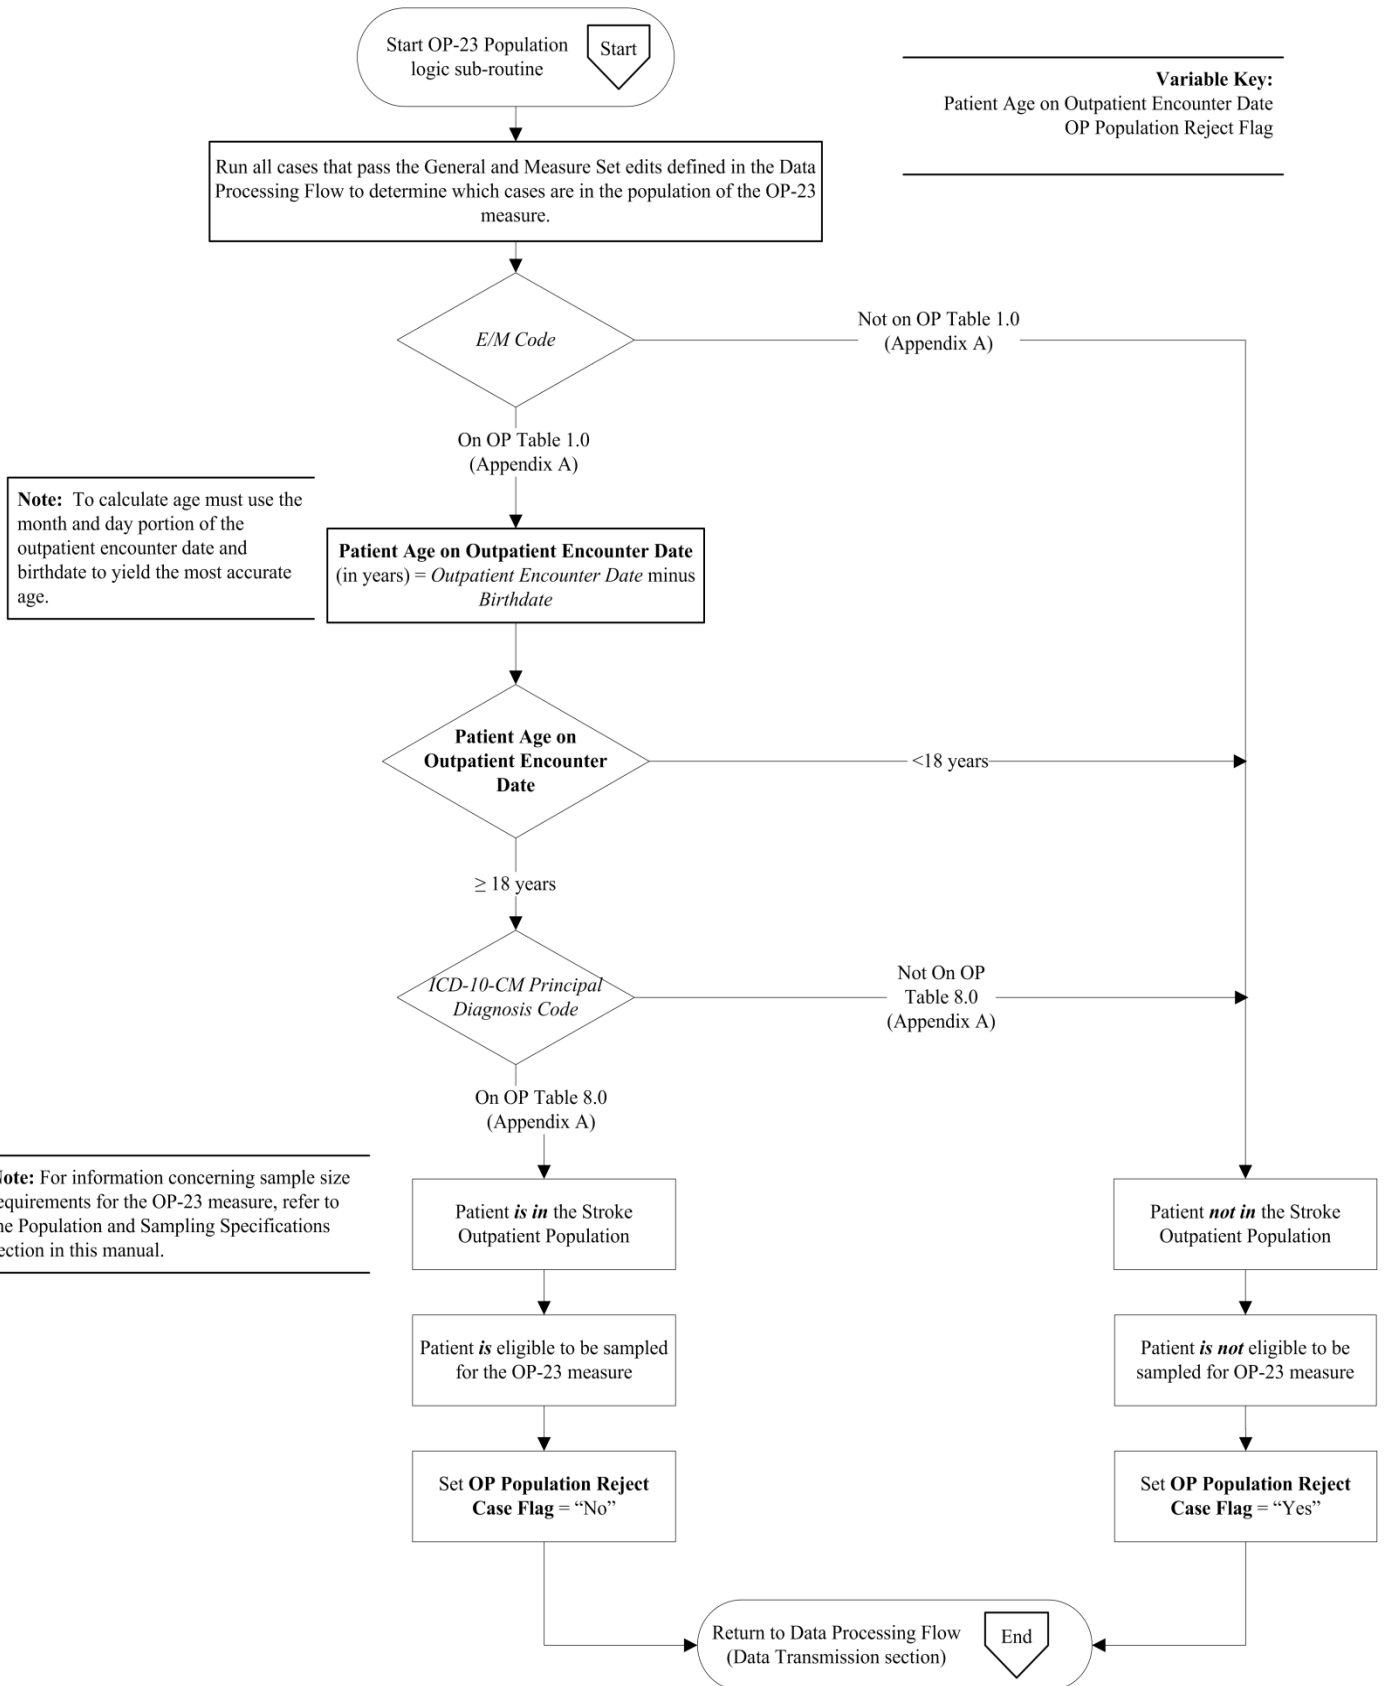 Start OP-23 Population
logic sub-routine
Start
Variable Key:
Patient Age on Outpatient Encounter Date
OP Population Reject Flag
Run all cases that pass the General and Measure Set edits defined in the Data
Processing Flow to determine which cases are in the population of the OP-23
measure.
E/M Code
Not on OP Table 1.0
(Appendix A)
On OP Table 1.0
(Appendix A)
Note: To calculate age must use the
month and day portion of the
outpatient encounter date and
birthdate to yield the most accurate
age.
Patient Age on Outpatient Encounter Date
(in years) = Outpatient Encounter Date minus
Birthdate
Patient Age on
Outpatient Encounter
Date
<18 years
≥ 18 years
ICD-10-CM Principal
Diagnosis Code
Not On OP
Table 8.0
(Appendix A)
On OP Table 8.0
(Appendix A)
For information concerning sample size
for the OP-23 measure, refer to
Population and Sampling Specifications
in this manual.
Patient is in the Stroke
Outpatient Population
Patient not in the Stroke
Outpatient Population
Patient is eligible to be sampled
for the OP-23 measure
Patient is not eligible to be
sampled for OP-23 measure
Set OP Population Reject
Case Flag = “No”
Set OP Population Reject
Case Flag = “Yes”
Return to Data Processing Flow
(Data Transmission section)
End